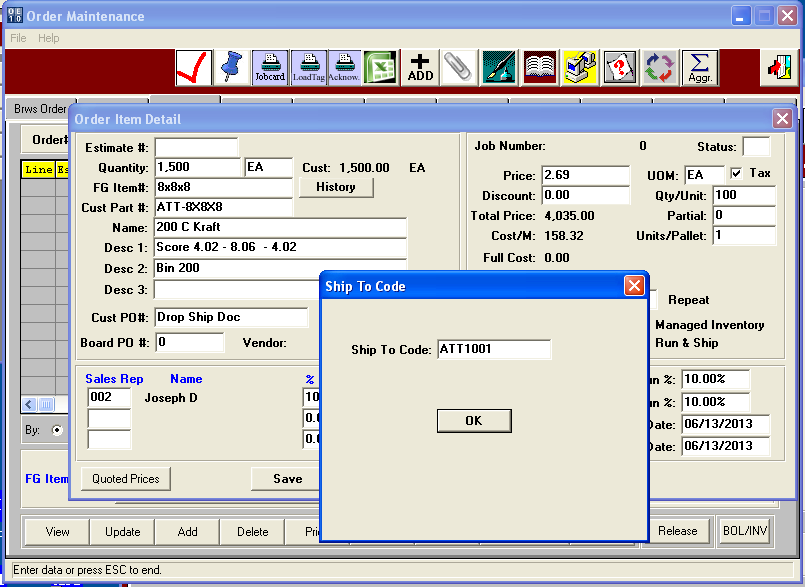 Order Maintenance
File Help
Jobcard LoadTag Acknow. ADD Σ Aggr.
Brws Order
Order Item Detail
Order#
Line
Estimate #:
Quantity: 1,500 EA Cust: 1,500.00 EA
FG Item#: 8x8x8 History
Cust Part #: ATT-8X8X8
Name: 200 C Kraft
Desc 1: Score 4.02 - 8.06 - 4.02
Desc 2: Bin 200
Desc 3:
Cust PO#: Drop Ship Doc
Board PO #: 0 Vendor:
Job Number: 0 Status:
Price: 2.69 UOM: EA Tax
Discount: 0.00 Qty/Unit: 100
Total Price: 4,035.00 Partial: 0
Cost/M: 158.32 Units/Pallet: 1
Full Cost: 0.00
Repeat
Managed Inventory
Run & Ship
Ship To Code
Ship To Code: ATT1001
OK
Sales Rep Name %
002 Joseph D 10
0.0
0.0
%: 10.00%
%: 10.00%
Date: 06/13/2013
Date: 06/13/2013
By:
FG Item
Quoted Prices Save
View Update Add Delete Release BOL/INV
Enter data or press ESC to end.